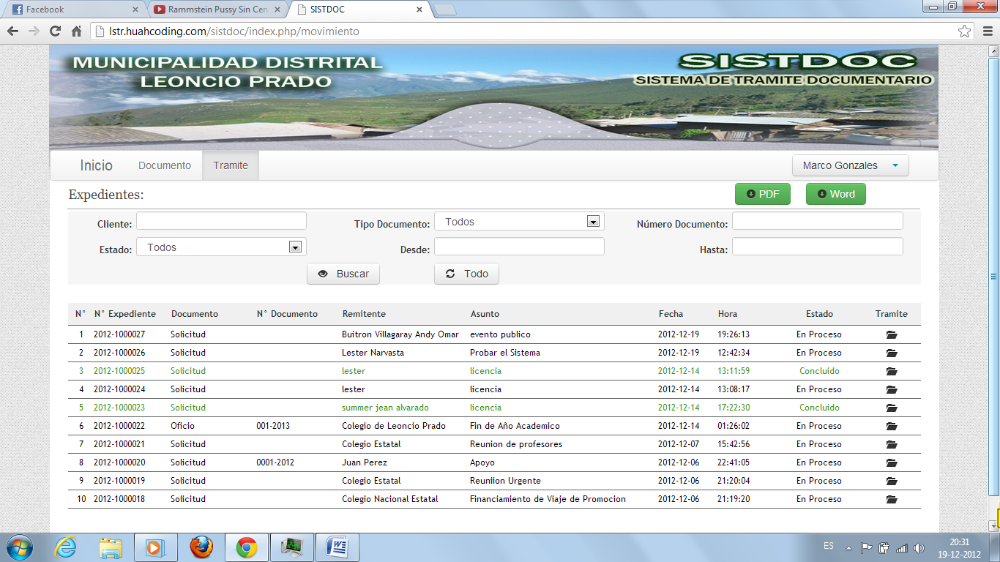 Facebook
Rammstein Pussy Sin Cen
SISTDOC
lstr.huahcoding.com/sistdoc/index.php/movimiento
MUNICIPALIDAD DISTRITAL
LEONCIO PRADO
SISTDOC
SISTEMA DE TRAMITE DOCUMENTARIO
Inicio Documento Tramite Marco Gonzales
Expedientes: PDF Word
Cliente: Tipo Documento: Todos Número Documento:
Estado: Todos Desde: Hasta:
Buscar Todo
N° N° Expediente Documento N° Documento Remitente Asunto Fecha Hora Estado Tramite
1 2012-1000027 Solicitud Buitron Villagaray Andy Omar evento publico 2012-12-19 19:26:13 En Proceso
2 2012-1000026 Solicitud Lester Narvasta Probar el Sistema 2012-12-19 12:42:34 En Proceso
3 2012-1000025 Solicitud lester licencia 2012-12-14 13:11:59 Concluido
4 2012-1000024 Solicitud lester licencia 2012-12-14 13:08:17 En Proceso
5 2012-1000023 Solicitud summer jean alvarado licencia 2012-12-14 17:22:30 Concluido
6 2012-1000022 Oficio 001-2013 Colegio de Leoncio Prado Fin de Año Academico 2012-12-14 01:26:02 En Proceso
7 2012-1000021 Solicitud Colegio Estatal Reunion de profesores 2012-12-07 15:42:56 En Proceso
8 2012-1000020 Solicitud 0001-2012 Juan Perez Apoyo 2012-12-06 22:41:05 En Proceso
9 2012-1000019 Solicitud Colegio Estatal Reuniion Urgente 2012-12-06 21:20:04 En Proceso
10 2012-1000018 Solicitud Colegio Nacional Estatal Financiamiento de Viaje de Promocion 2012-12-06 21:19:20 En Proceso
ES 20:31
19-12-2012